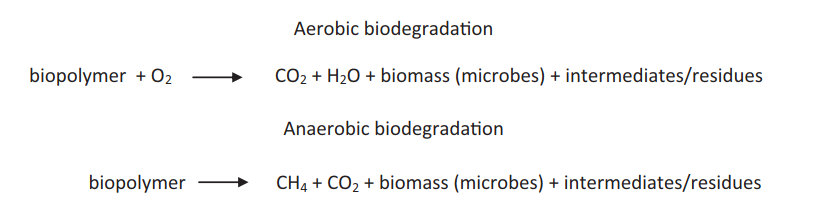 Aerobic biodegradation
biopolymer + O₂ ⟶ CO₂ + H₂O + biomass (microbes) + intermediates/residues
Anaerobic biodegradation
biopolymer ⟶ CH₄ + CO₂ + biomass (microbes) + intermediates/residues